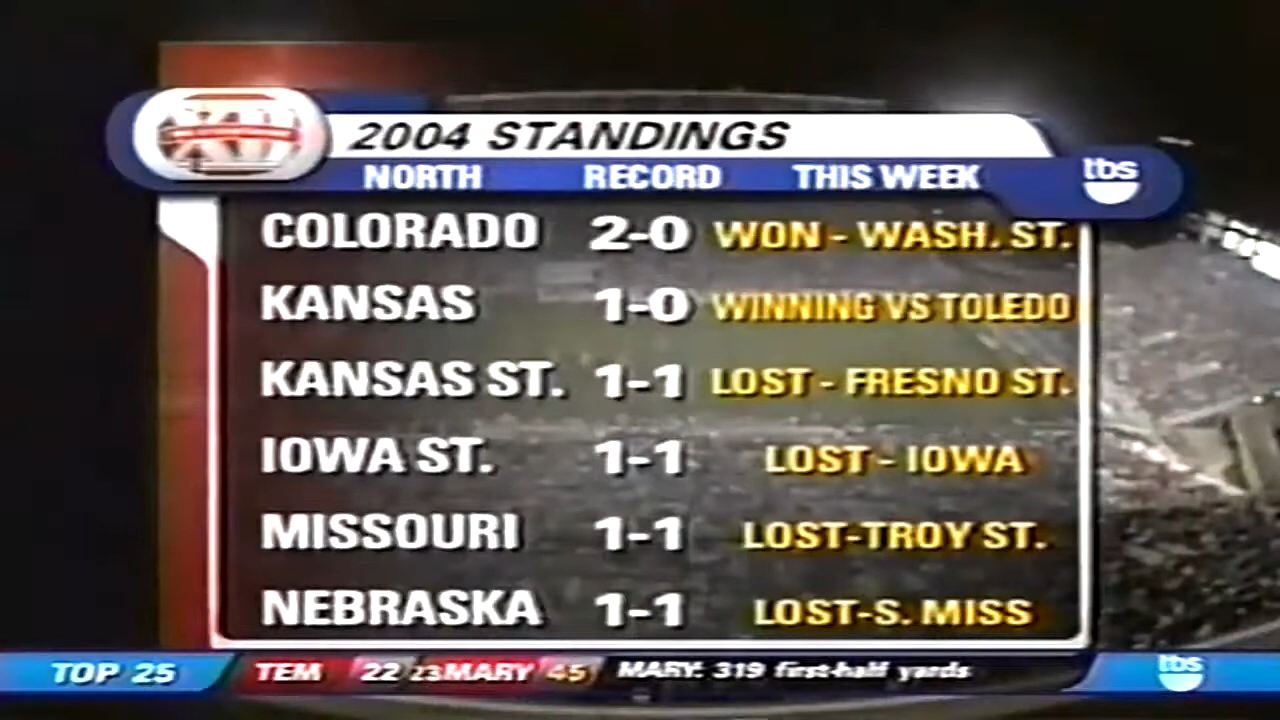 XII
2004 STANDINGS
tbs
NORTH RECORD THIS WEEK
COLORADO 2-0 WON - WASH. ST.
KANSAS 1-0 WINNING VS TOLEDO
KANSAS ST. 1-1 LOST - FRESNO ST.
IOWA ST. 1-1 LOST - IOWA
MISSOURI 1-1 LOST-TROY ST.
NEBRASKA 1-1 LOST-S. MISS
TOP 25 TEM 22 23MARY 45 MARY: 319 first-half yards tbs